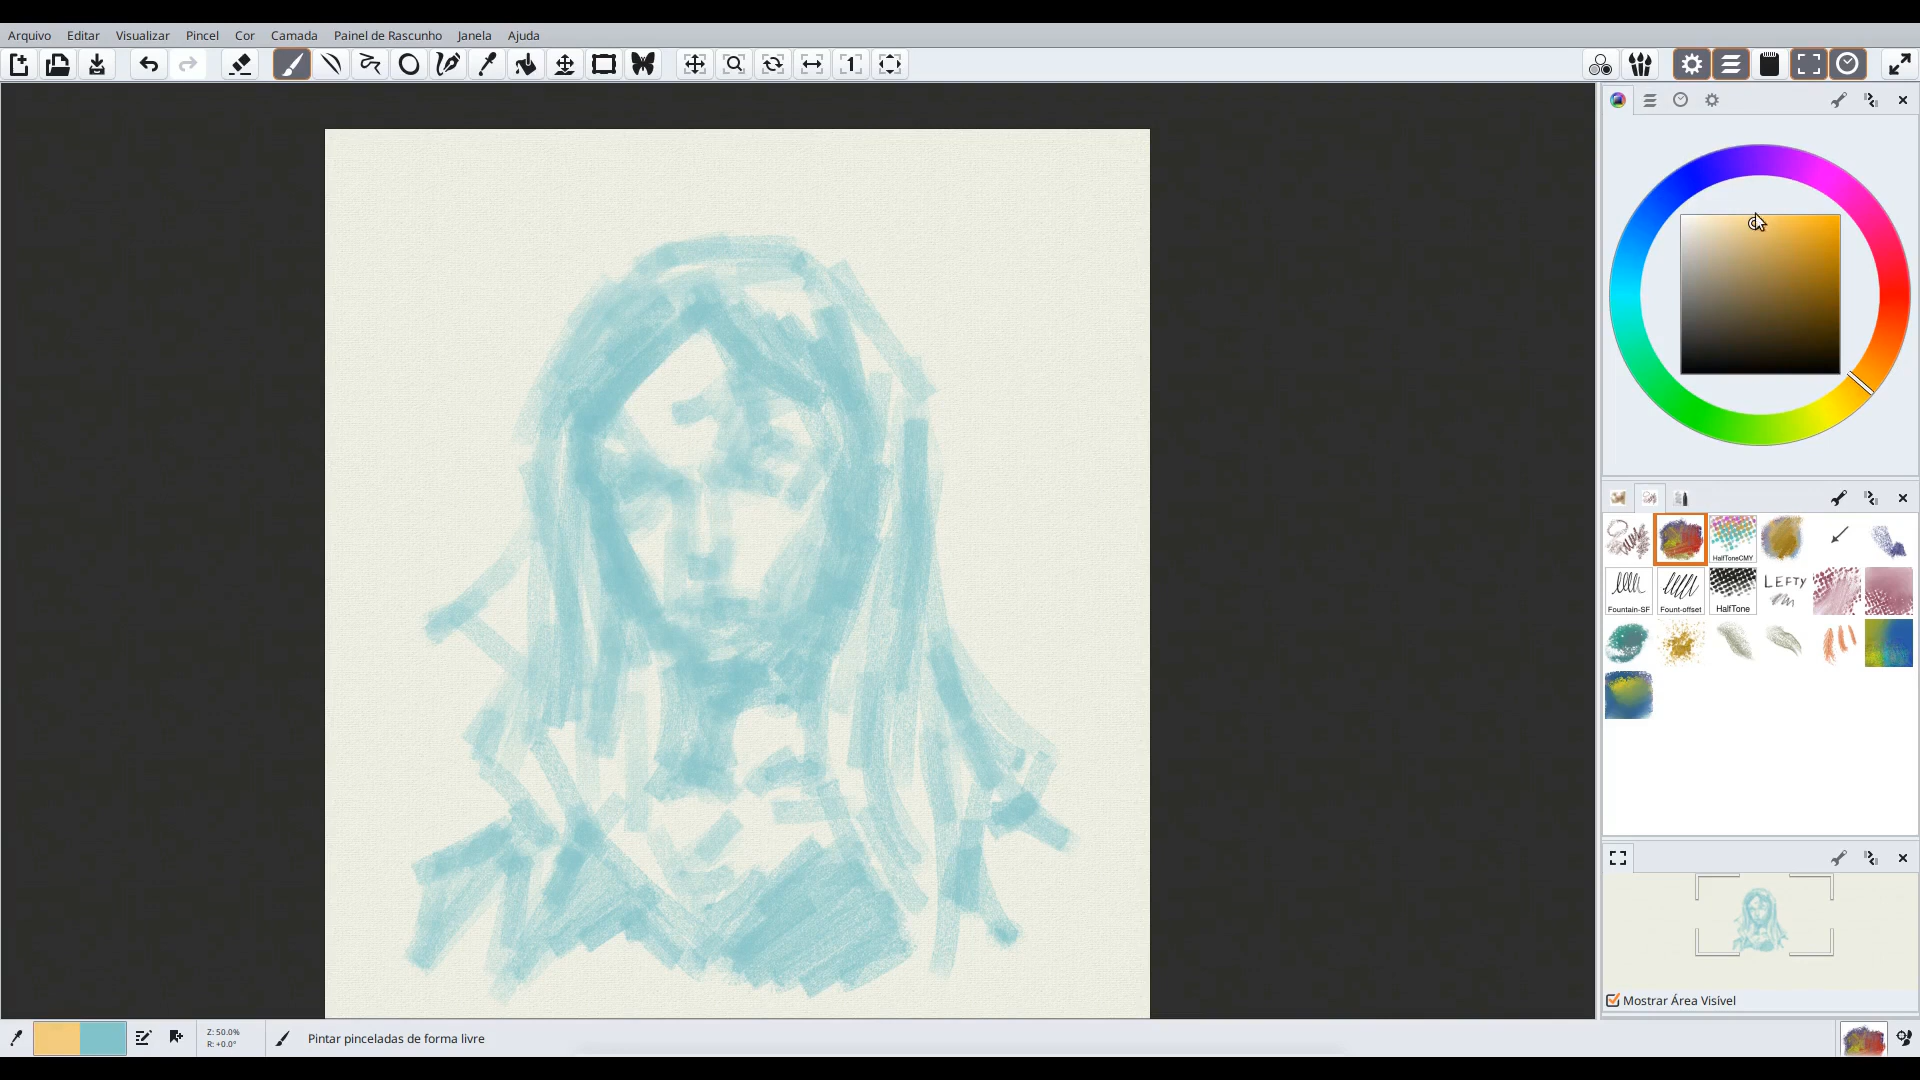 Arquivo Editar Visualizar Pincel Cor Camada Painel de Rascunho Janela Ajuda
1
HalfToneCMY
Fountain-SF Fount-offset HalfTone LEFTY
Mostrar Área Visível
Z: 50.0%
R: +0.0°
Pintar pinceladas de forma livre